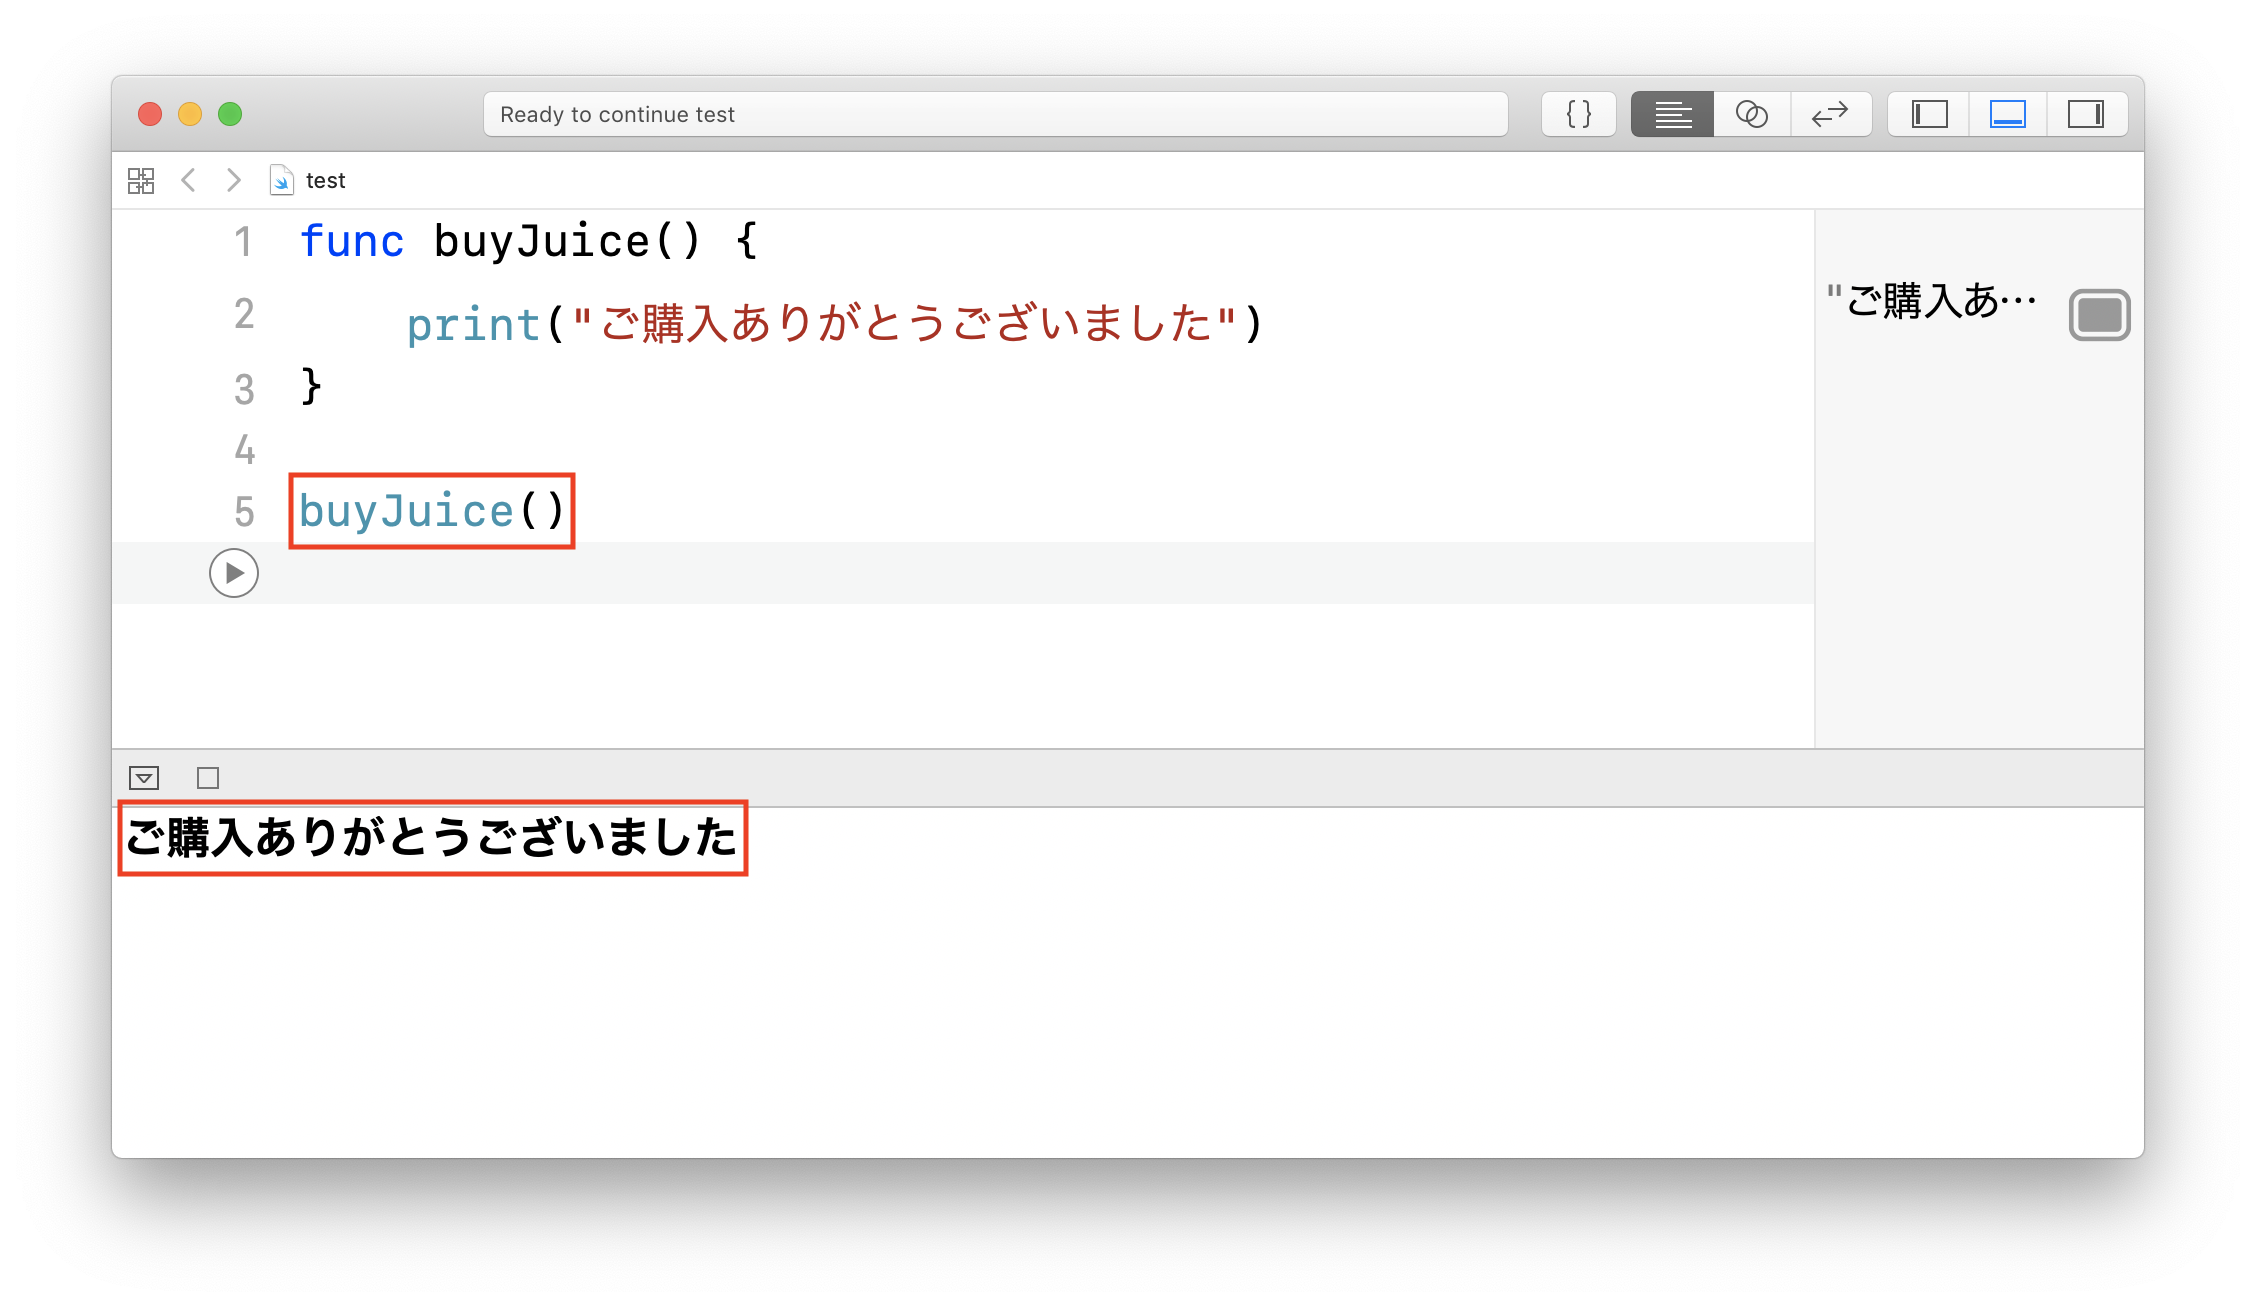 Ready to continue test
test
1 func buyJuice() {
2 print("ご購入ありがとうございました")
"ご購入あ…
3 }
4
5 buyJuice()
ご購入ありがとうございました